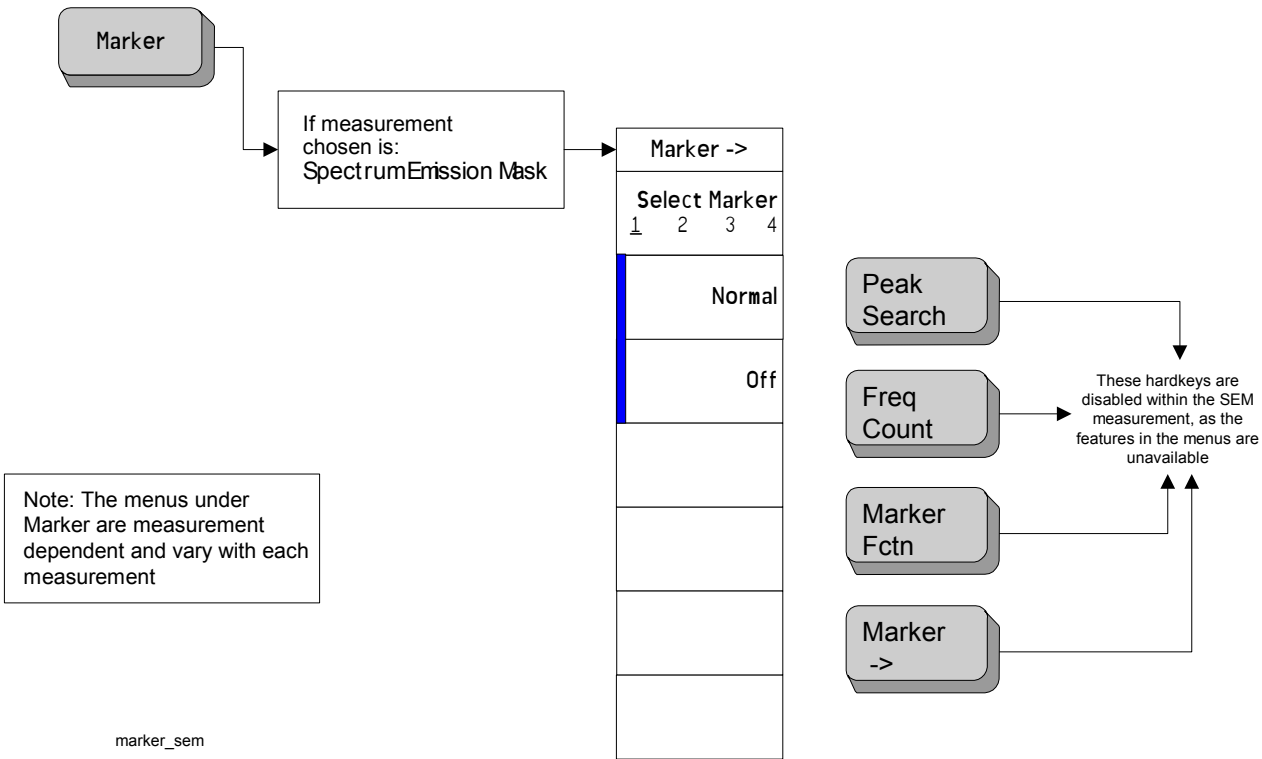 Marker
If measurement
chosen is:
Spectrum Emission Mask
Marker ->
Select Marker
1 2 3 4
Normal
Off
Peak
Search
Freq
Count
Marker
Fctn
Marker
->
These hardkeys are
disabled within the SEM
measurement, as the
features in the menus are
unavailable
Note: The menus under
Marker are measurement
dependent and vary with each
measurement
marker_sem